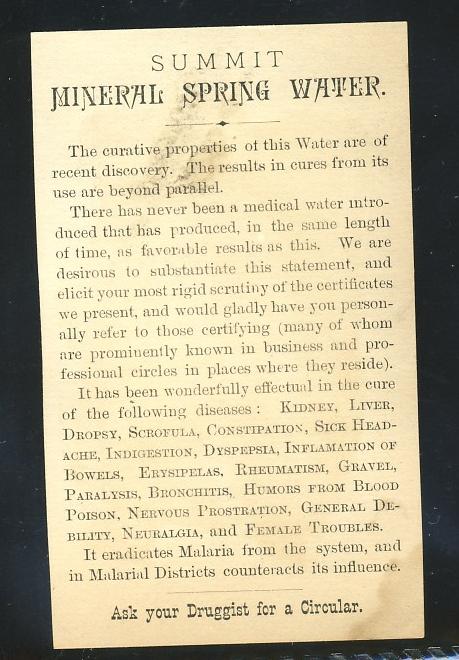 SUMMIT
MINERAL SPRING WATER.
The curative properties of this Water are of
recent discovery. The results in cures from its
use are beyond parallel.
There has never been a medical water intro-
duced that has produced, in the same length
of time, as favorable results as this. We are
desirous to substantiate this statement, and
elicit your most rigid scrutiny of the certificates
we present, and would gladly have you person-
ally refer to those certifying (many of whom
are prominently known in business and pro-
fessional circles in places where they reside).
It has been wonderfully effectual in the cure
of the following diseases: KIDNEY, LIVER,
DROPSY, SCROFULA, CONSTIPATION, SICK HEAD-
ACHE, INDIGESTION, DYSPEPSIA, INFLAMATION OF
BOWELS, ERYSIPELAS, RHEUMATISM, GRAVEL,
PARALYSIS, BRONCHITIS, HUMORS FROM BLOOD
POISON, NERVOUS PROSTRATION, GENERAL DE-
BILITY, NEURALGIA, and FEMALE TROUBLES.
It eradicates Malaria from the system, and
in Malarial Districts counteracts its influence.
Ask your Druggist for a Circular.